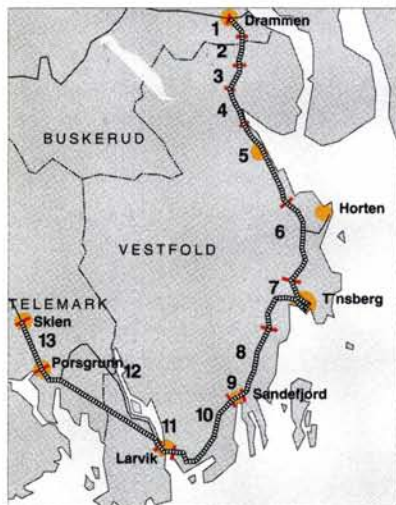 1
Drammen
2
3
4
BUSKERUD
5
Horten
6
VESTFOLD
7
T nsberg
TELEMARK
Skien
8
13
Porsgrunn
12
9
Sandefjord
10
11
Larvik